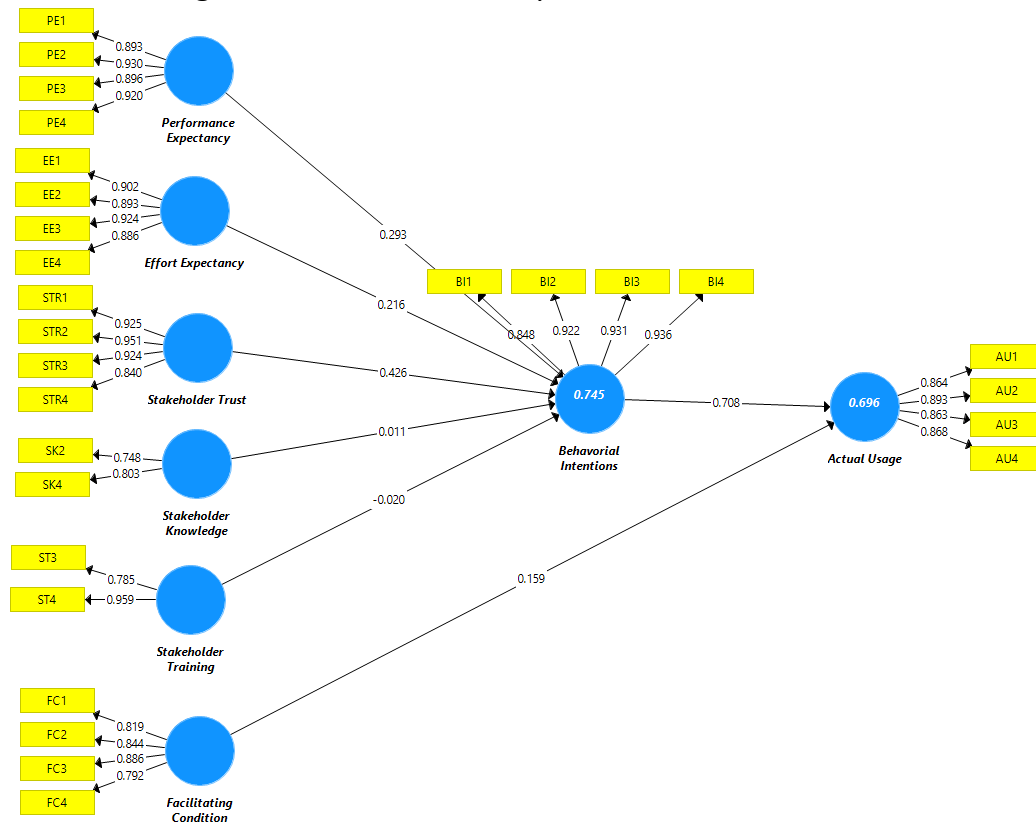 PE1
PE2
PE3
PE4
0.893
0.930
0.896
0.920
Performance
Expectancy
EE1
EE2
EE3
EE4
0.902
0.893
0.924
0.886
Effort Expectancy
STR1
STR2
STR3
STR4
0.925
0.951
0.924
0.840
Stakeholder Trust
SK2
SK4
0.748
0.803
Stakeholder
Knowledge
ST3
ST4
0.785
0.959
Stakeholder
Training
FC1
FC2
FC3
FC4
0.819
0.844
0.886
0.792
Facilitating
Condition
0.293
0.216
0.426
0.011
-0.020
0.159
BI1
BI2
BI3
BI4
0.848
0.922
0.931
0.936
0.745
Behavorial
Intentions
0.708
0.696
Actual Usage
0.864
0.893
0.863
0.868
AU1
AU2
AU3
AU4